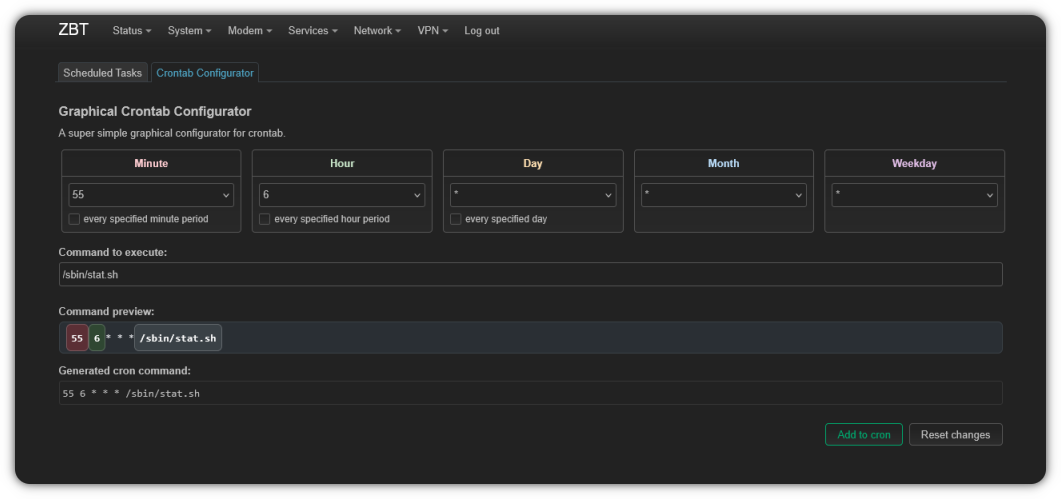 ZBT Status System Modem Services Network VPN Log out
Scheduled Tasks Crontab Configurator
Graphical Crontab Configurator
A super simple graphical configurator for crontab.
Minute Hour Day Month Weekday
55 6 * * *
every specified minute period every specified hour period every specified day
Command to execute:
/sbin/stat.sh
Command preview:
55 6 * * * /sbin/stat.sh
Generated cron command:
55 6 * * * /sbin/stat.sh
Add to cron Reset changes